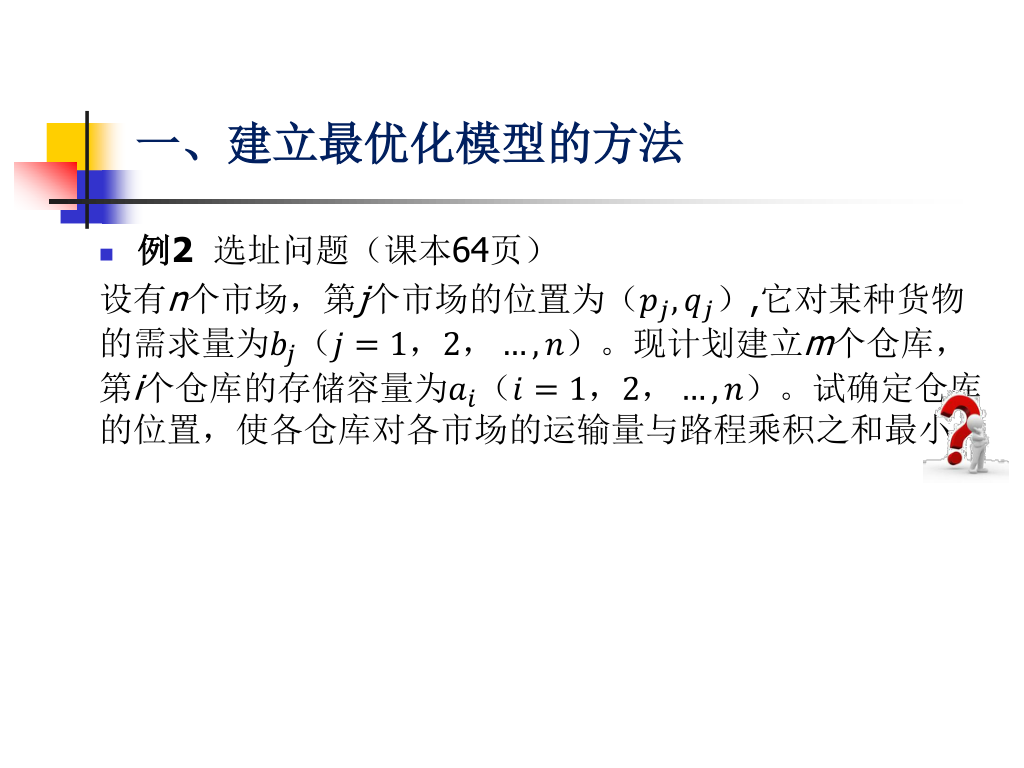 一、建立最优化模型的方法
例2 选址问题（课本64页）
设有n个市场，第j个市场的位置为（p_j, q_j）,它对某种货物
的需求量为b_j（j = 1，2， …, n）。现计划建立m个仓库，
第i个仓库的存储容量为a_i（i = 1，2， …, n）。试确定仓库
的位置，使各仓库对各市场的运输量与路程乘积之和最小
?